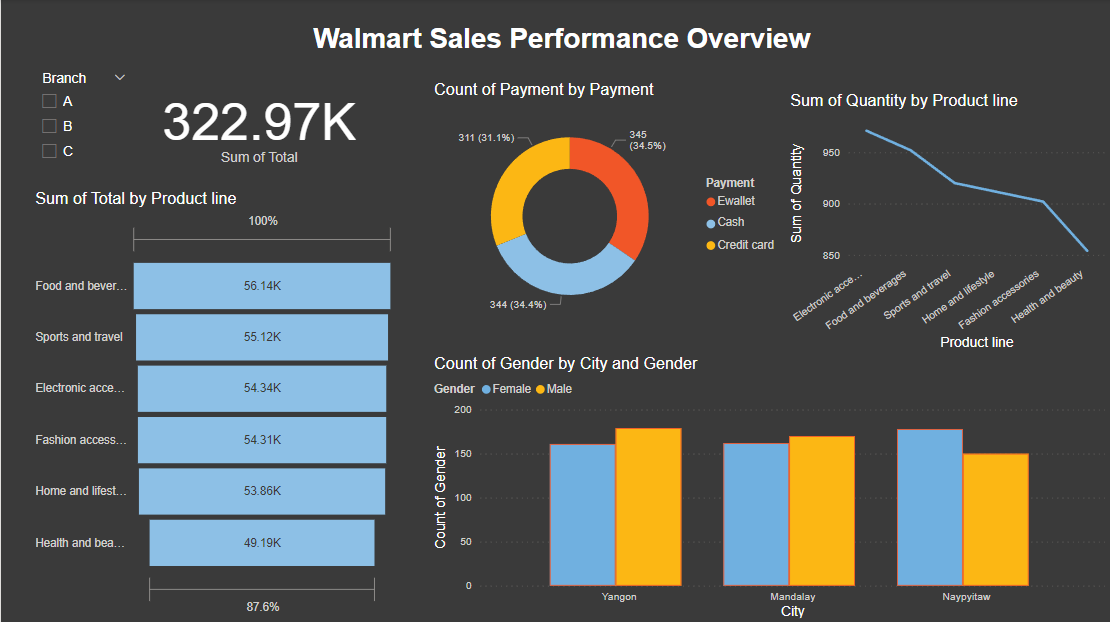 Walmart Sales Performance Overview
Branch
A
B
C
322.97K
Sum of Total
Sum of Total by Product line
100%
Food and bever... 56.14K
Sports and travel 55.12K
Electronic acce... 54.34K
Fashion access... 54.31K
Home and lifest... 53.86K
Health and bea... 49.19K
87.6%
Count of Payment by Payment
311 (31.1%)
345
(34.5%)
344 (34.4%)
Payment
Ewallet
Cash
Credit card
Sum of Quantity by Product line
Sum of Quantity
950
900
850
Electronic acce...
Food and beverages
Sports and travel
Home and lifestyle
Fashion accessories
Health and beauty
Product line
Count of Gender by City and Gender
Gender Female Male
Count of Gender
200
150
100
50
0
Yangon Mandalay Naypyitaw
City